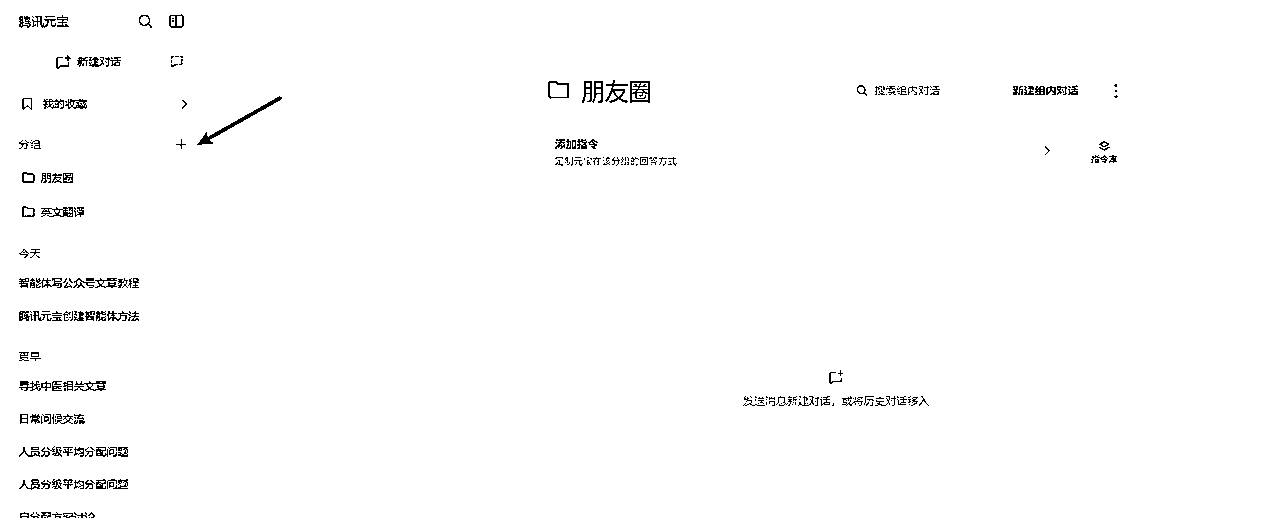 腾讯元宝
新建对话
我的收藏
分组
朋友圈
英文翻译
今天
智能体写公众号文章教程
腾讯元宝创建智能体方法
更早
寻找中医相关文章
日常问候交流
人员分级平均分配问题
人员分级平均分配问题
朋友圈
搜索组内对话
新建组内对话
添加指令
定制元宝在该分组的回答方式
指令库
发送消息新建对话，或将历史对话移入